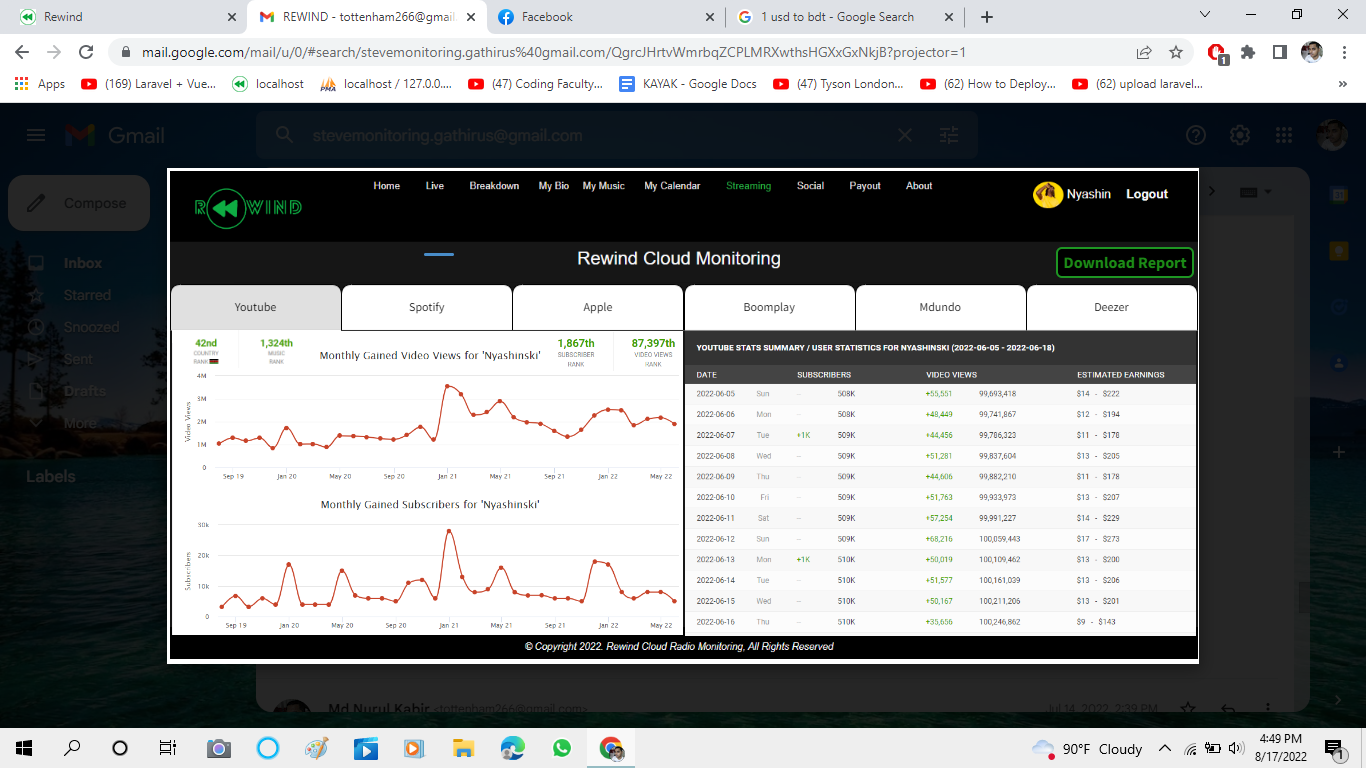 Rewind
REWIND - tottenham266@gmail.
Facebook
1 usd to bdt - Google Search
mail.google.com/mail/u/0/#search/stevemonitoring.gathirus%40gmail.com/QgrcJHrtvWmrbqZCPLMRXwthsHGXxGxNkjB?projector=1
1
Apps
(169) Laravel + Vue...
localhost
PMA
localhost / 127.0.0....
(47) Coding Faculty...
KAYAK - Google Docs
(47) Tyson London...
(62) How to Deploy...
(62) upload laravel...
»
Gmail
stevemonitoring.gathirus@gmail.com
Compose
Inbox
Starred
Snoozed
Sent
Drafts
More
Labels
R WIND
Home Live Breakdown My Bio My Music My Calendar Streaming Social Payout About
Nyashin Logout
Rewind Cloud Monitoring
Download Report
Youtube Spotify Apple Boomplay Mdundo Deezer
42nd
COUNTRY
RANK
1,324th
MUSIC
RANK
Monthly Gained Video Views for 'Nyashinski'
1,867th
SUBSCRIBER
RANK
87,397th
VIDEO VIEWS
RANK
Video Views
4M
3M
2M
1M
0
Sep 19 Jan 20 May 20 Sep 20 Jan 21 May 21 Sep 21 Jan 22 May 22
Monthly Gained Subscribers for 'Nyashinski'
Subscribers
30k
20k
10k
0
Sep 19 Jan 20 May 20 Sep 20 Jan 21 May 21 Sep 21 Jan 22 May 22
YOUTUBE STATS SUMMARY / USER STATISTICS FOR NYASHINSKI (2022-06-05 - 2022-06-18)
DATE SUBSCRIBERS VIDEO VIEWS ESTIMATED EARNINGS
2022-06-05 Sun -- 508K +55,551 99,693,418 $14 - $222
2022-06-06 Mon -- 508K +48,449 99,741,867 $12 - $194
2022-06-07 Tue +1K 509K +44,456 99,786,323 $11 - $178
2022-06-08 Wed -- 509K +51,281 99,837,604 $13 - $205
2022-06-09 Thu -- 509K +44,606 99,882,210 $11 - $178
2022-06-10 Fri -- 509K +51,763 99,933,973 $13 - $207
2022-06-11 Sat -- 509K +57,254 99,991,227 $14 - $229
2022-06-12 Sun -- 509K +68,216 100,059,443 $17 - $273
2022-06-13 Mon +1K 510K +50,019 100,109,462 $13 - $200
2022-06-14 Tue -- 510K +51,577 100,161,039 $13 - $206
2022-06-15 Wed -- 510K +50,167 100,211,206 $13 - $201
2022-06-16 Thu -- 510K +35,656 100,246,862 $9 - $143
© Copyright 2022. Rewind Cloud Radio Monitoring, All Rights Reserved
Md Nurul Kabir <tottenham266@gmail.com>
Jul 14, 2022, 2:39 PM
90°F Cloudy
4:49 PM
8/17/2022
1